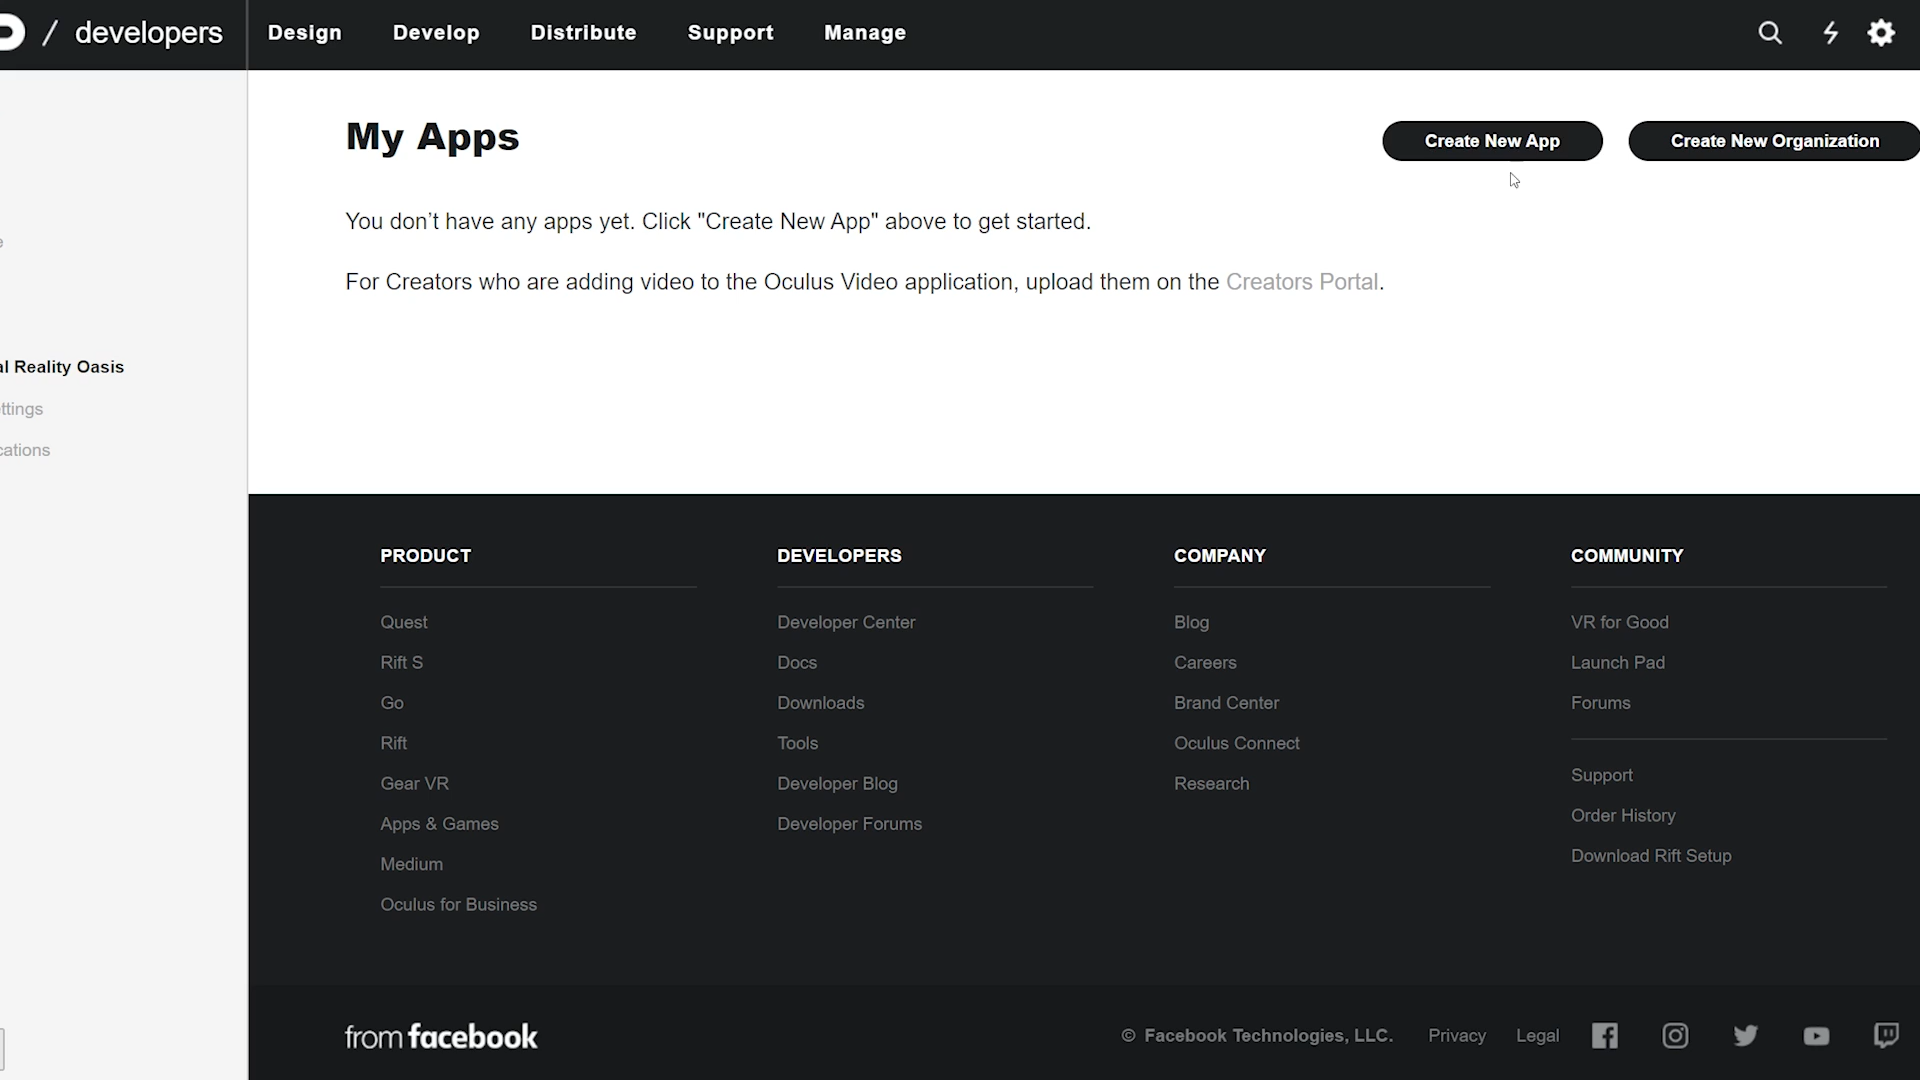 / developers
Design
Develop
Distribute
Support
Manage
My Apps
Create New App
Create New Organization
You don't have any apps yet. Click "Create New App" above to get started.
For Creators who are adding video to the Oculus Video application, upload them on the Creators Portal.
e
al Reality Oasis
ttings
cations
PRODUCT
Quest
Rift S
Go
Rift
Gear VR
Apps & Games
Medium
Oculus for Business
DEVELOPERS
Developer Center
Docs
Downloads
Tools
Developer Blog
Developer Forums
COMPANY
Blog
Careers
Brand Center
Oculus Connect
Research
COMMUNITY
VR for Good
Launch Pad
Forums
Support
Order History
Download Rift Setup
from facebook
© Facebook Technologies, LLC.
Privacy
Legal